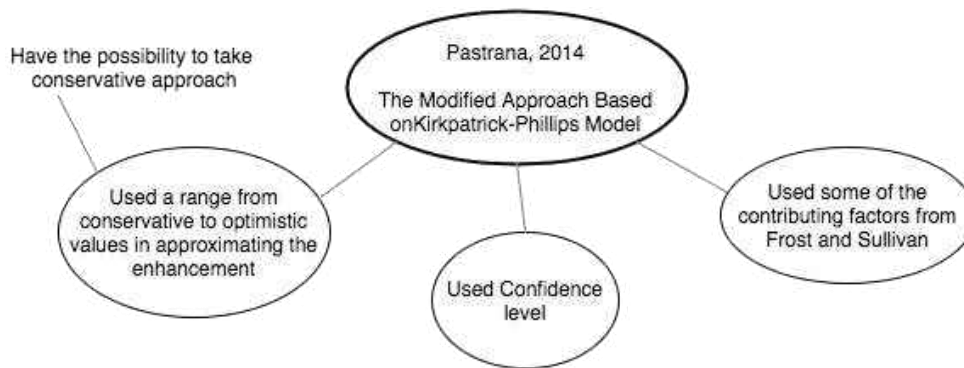 Have the possibility to take
conservative approach
Pastrana, 2014
The Modified Approach Based
onKirkpatrick-Phillips Model
Used a range from
conservative to optimistic
values in approximating the
enhancement
Used Confidence
level
Used some of the
contributing factors from
Frost and Sullivan